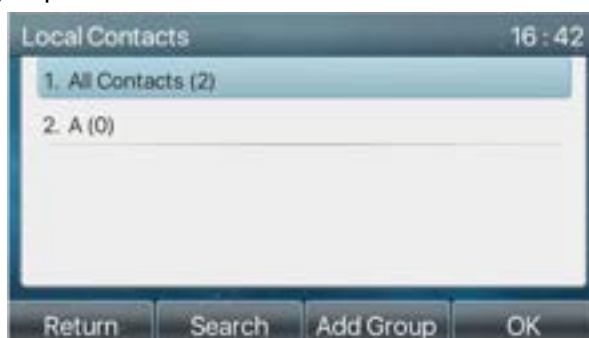 Local Contacts 16:42
1. All Contacts (2)
2. A (0)
Return Search Add Group OK